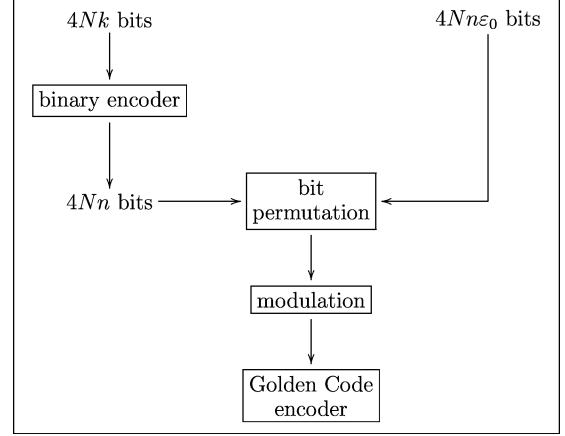 4Nk bits
4Nnε₀ bits
binary encoder
4Nn bits
bit
permutation
modulation
Golden Code
encoder